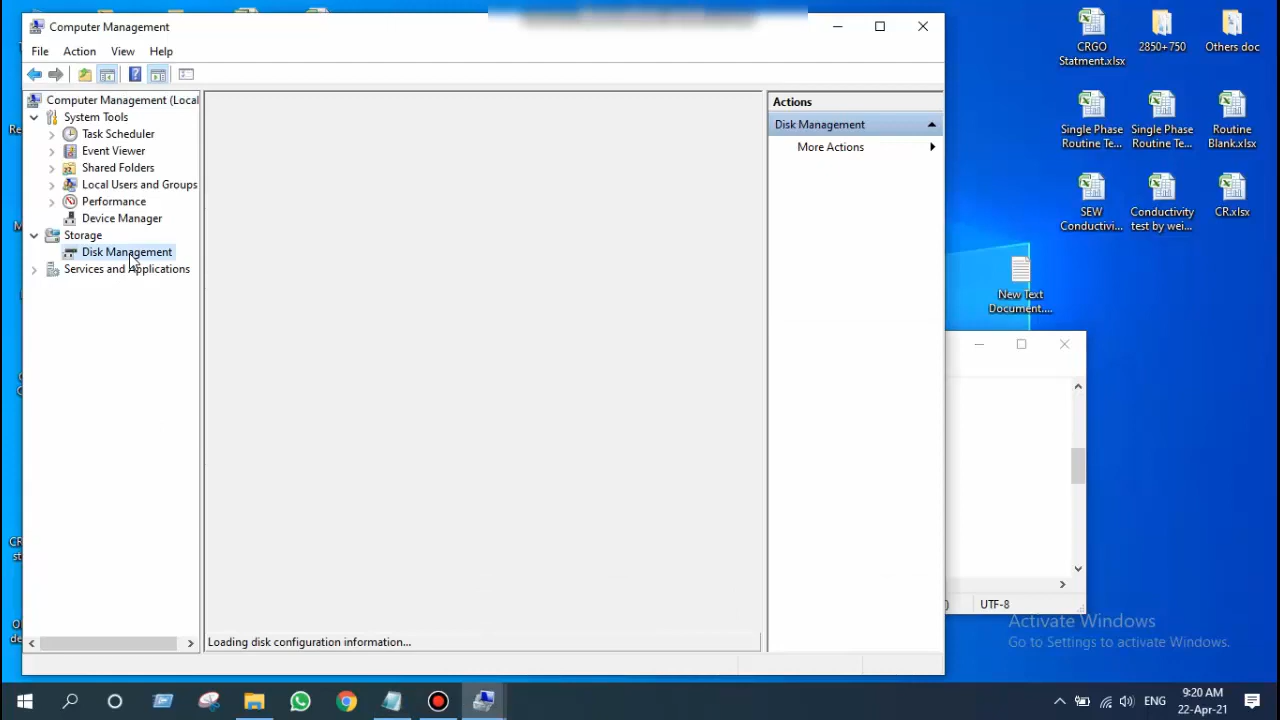 Computer Management
File Action View Help
Computer Management (Local
System Tools
Task Scheduler
Event Viewer
Shared Folders
Local Users and Groups
Performance
Device Manager
Storage
Disk Management
Services and Applications
Loading disk configuration information...
Actions
Disk Management
More Actions
CRGO
Statment.xlsx
2850+750
Others doc
Single Phase
Routine Te...
Single Phase
Routine Te...
Routine
Blank.xlsx
SEW
Conductivi...
Conductivity
test by wei...
CR.xlsx
New Text
Document....
UTF-8
Activate Windows
Go to Settings to activate Windows.
ENG
9:20 AM
22-Apr-21